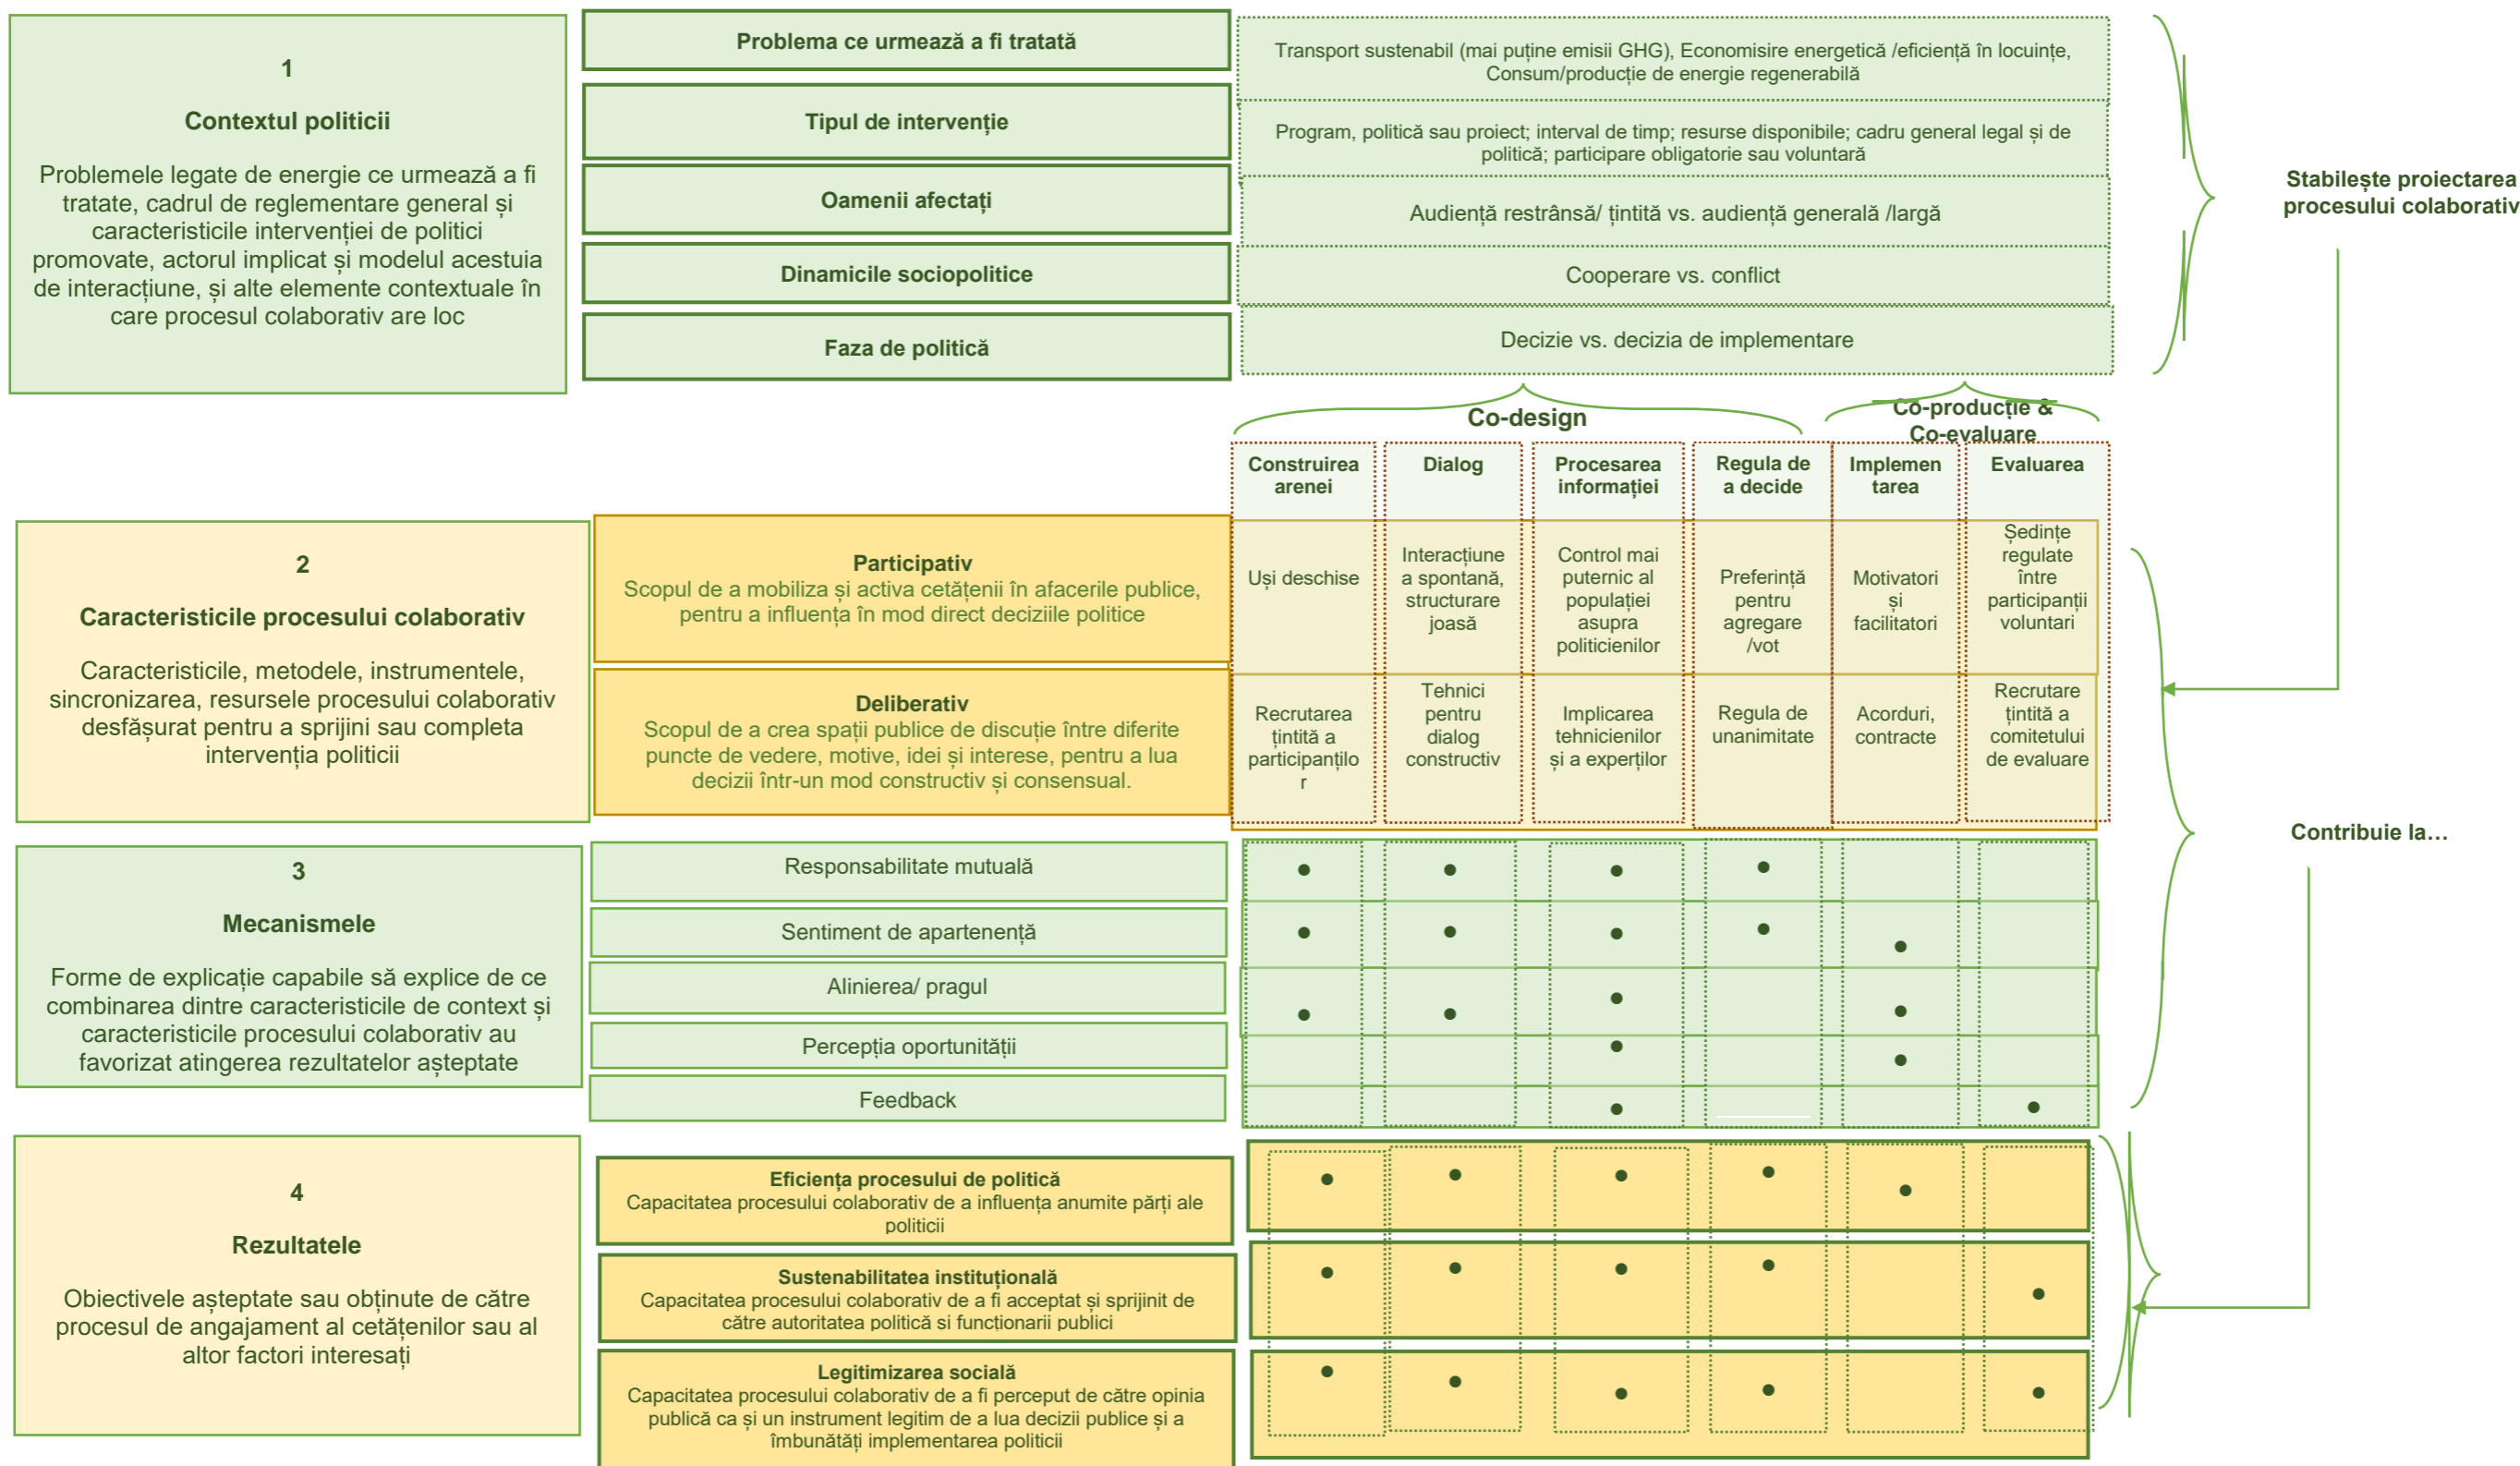 1
Contextul politicii
Problemele legate de energie ce urmează a fi
tratate, cadrul de reglementare general și
caracteristicile intervenției de politici
promovate, actorul implicat și modelul acestuia
de interacțiune, și alte elemente contextuale în
care procesul colaborativ are loc
Problema ce urmează a fi tratată
Transport sustenabil (mai puține emisii GHG), Economisire energetică /eficiență în locuințe,
Consum/producție de energie regenerabilă
Tipul de intervenție
Program, politică sau proiect; interval de timp; resurse disponibile; cadru general legal și de
politică; participare obligatorie sau voluntară
Oamenii afectați
Audiență restrânsă/ țintită vs. audiență generală /largă
Dinamicile sociopolitice
Cooperare vs. conflict
Faza de politică
Decizie vs. decizia de implementare
Stabilește proiectarea
procesului colaborativ
Co-design
Co-producție &
Co-evaluare
Construirea
arenei
Dialog
Procesarea
informației
Regula de
a decide
Implemen
tarea
Evaluarea
2
Caracteristicile procesului colaborativ
Caracteristicile, metodele, instrumentele,
sincronizarea, resursele procesului colaborativ
desfășurat pentru a sprijini sau completa
intervenția politicii
Participativ
Scopul de a mobiliza și activa cetățenii în afacerile publice,
pentru a influența în mod direct deciziile politice
Uși deschise
Interacțiune
a spontană,
structurare
joasă
Control mai
puternic al
populației
asupra
politicienilor
Preferință
pentru
agregare
/vot
Motivatori
și
facilitatori
Ședințe
regulate
între
participanții
voluntari
Deliberativ
Scopul de a crea spații publice de discuție între diferite
puncte de vedere, motive, idei și interese, pentru a lua
decizii într-un mod constructiv și consensual.
Recrutarea
țintită a
participanțilo
r
Tehnici
pentru
dialog
constructiv
Implicarea
tehnicienilor
și a experților
Regula de
unanimitate
Acorduri,
contracte
Recrutare
țintită a
comitetului
de evaluare
Contribuie la…
3
Mecanismele
Forme de explicație capabile să explice de ce
combinarea dintre caracteristicile de context și
caracteristicile procesului colaborativ au
favorizat atingerea rezultatelor așteptate
Responsabilitate mutuală
Sentiment de apartenență
Alinierea/ pragul
Percepția oportunității
Feedback
4
Rezultatele
Obiectivele așteptate sau obținute de către
procesul de angajament al cetățenilor sau al
altor factori interesați
Eficiența procesului de politică
Capacitatea procesului colaborativ de a influența anumite părți ale
politicii
Sustenabilitatea instituțională
Capacitatea procesului colaborativ de a fi acceptat și sprijinit de
către autoritatea politică și funcționarii publici
Legitimizarea socială
Capacitatea procesului colaborativ de a fi perceput de către opinia
publică ca și un instrument legitim de a lua decizii publice și a
îmbunătăți implementarea politicii